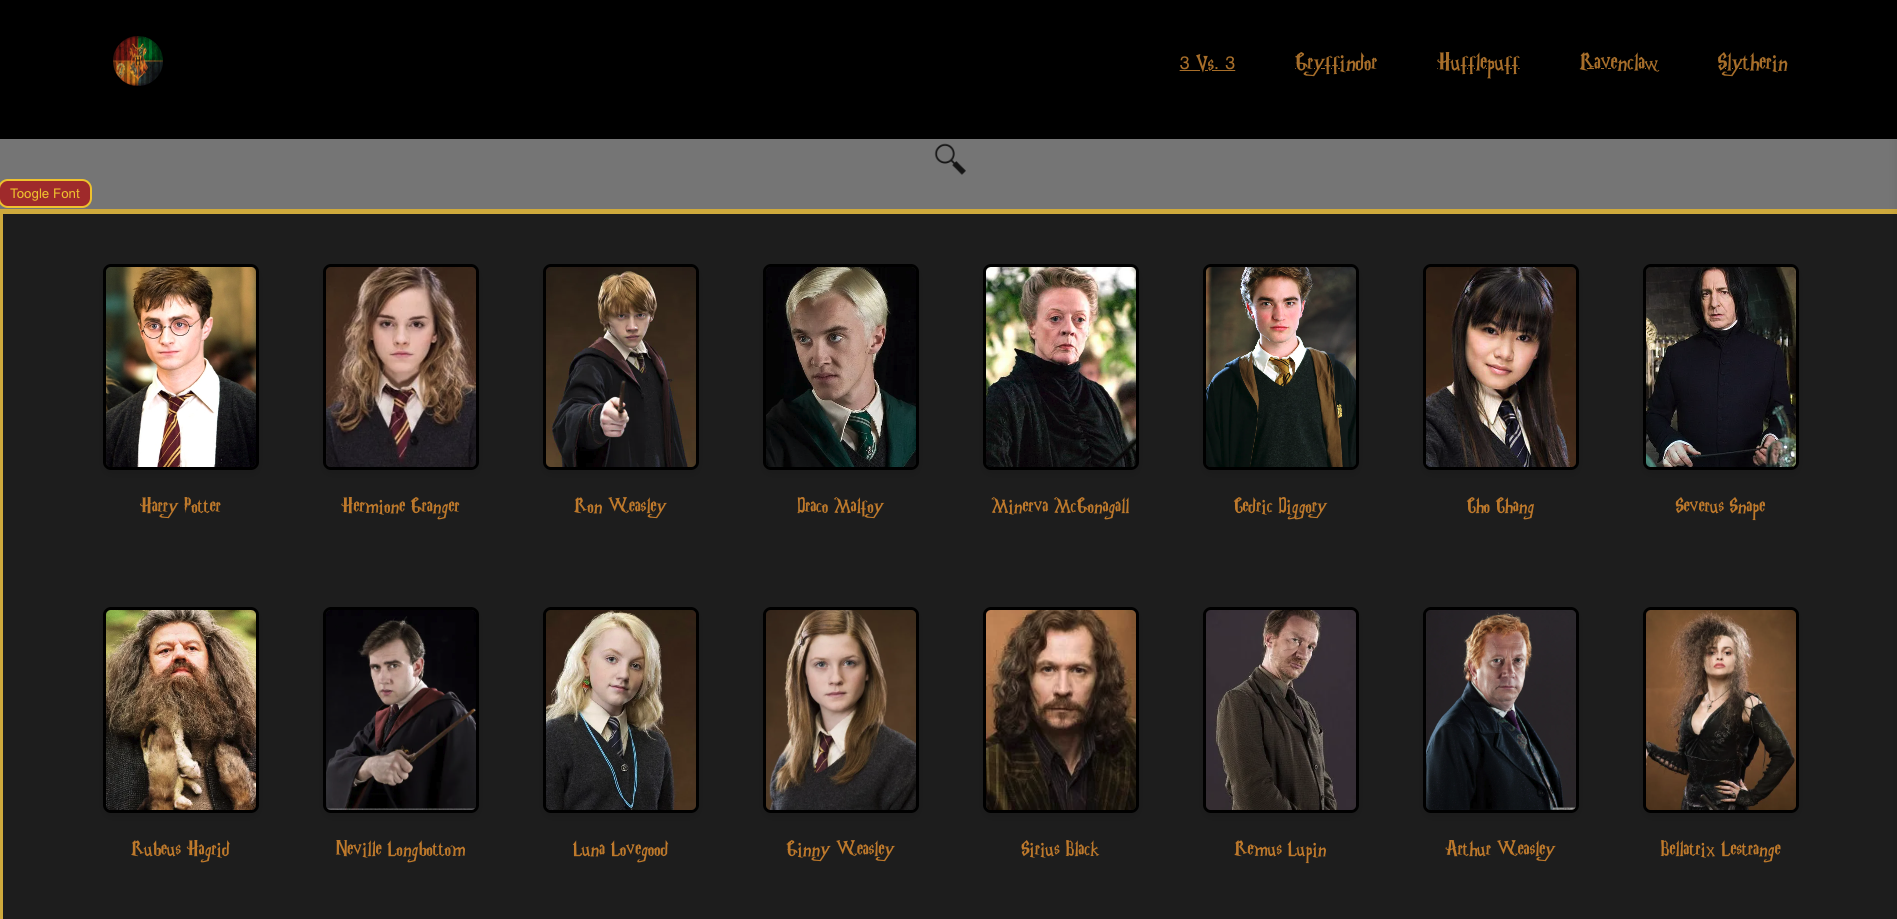 3 Vs. 3 Gryffindor Hufflepuff Ravenclaw Slytherin
Toogle Font
Harry Potter Hermione Granger Ron Weasley Draco Malfoy Minerva McGonagall Cedric Diggory Cho Chang Severus Snape
Rubeus Hagrid Neville Longbottom Luna Lovegood Ginny Weasley Sirius Black Remus Lupin Arthur Weasley Bellatrix Lestrange